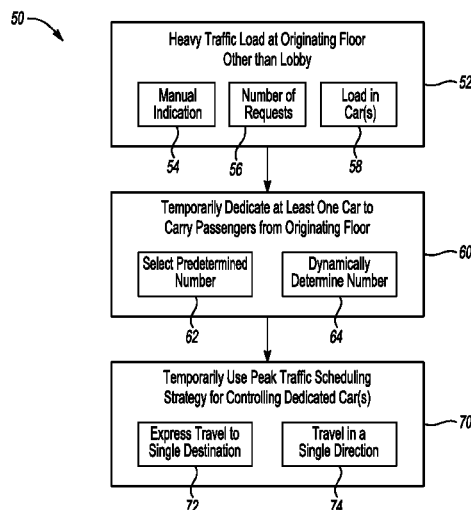 50
Heavy Traffic Load at Originating Floor
Other than Lobby
Manual
Indication
Number of
Requests
Load in
Car(s)
52
54
56
58
Temporarily Dedicate at Least One Car to
Carry Passengers from Originating Floor
Select Predetermined
Number
Dynamically
Determine Number
60
62
64
Temporarily Use Peak Traffic Scheduling
Strategy for Controlling Dedicated Car(s)
Express Travel to
Single Destination
Travel in a
Single Direction
70
72
74